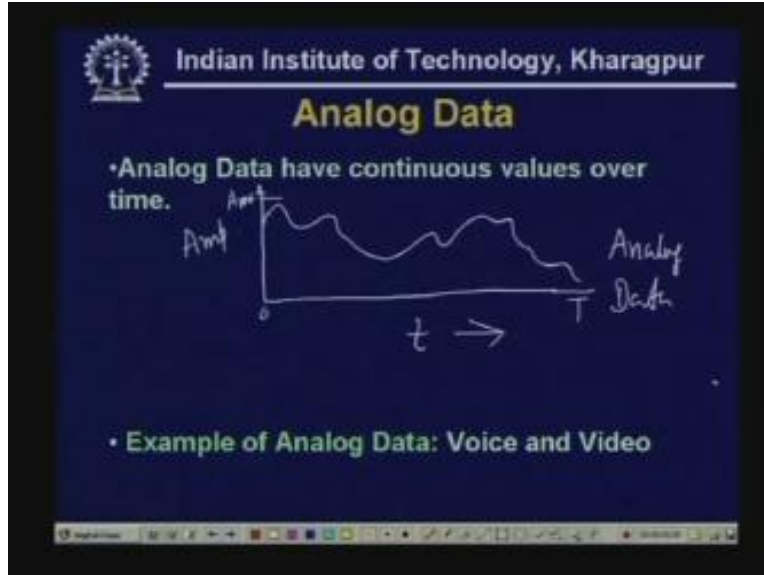 Indian Institute of Technology, Kharagpur
Analog Data
•Analog Data have continuous values over
time.
Amp
Analog
Data
0
T
t
• Example of Analog Data: Voice and Video